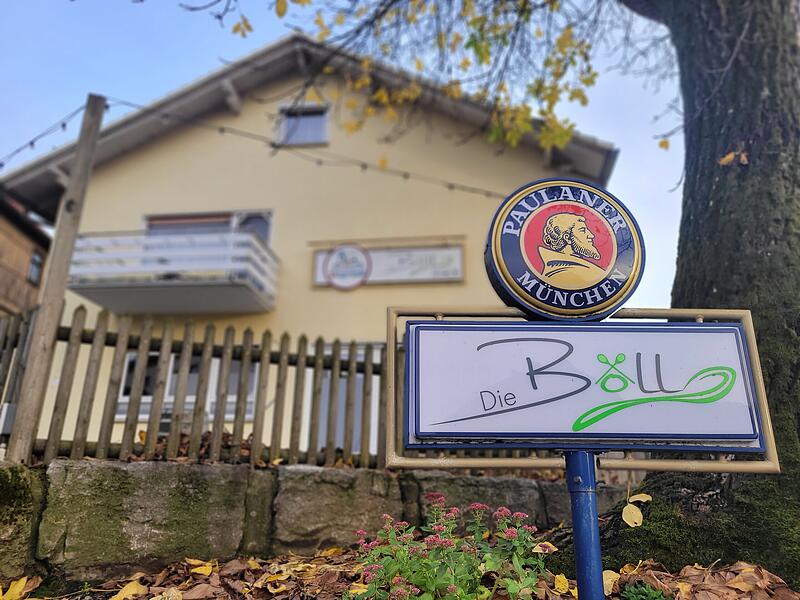 PAULANER
MÜNCHEN
Die Böll